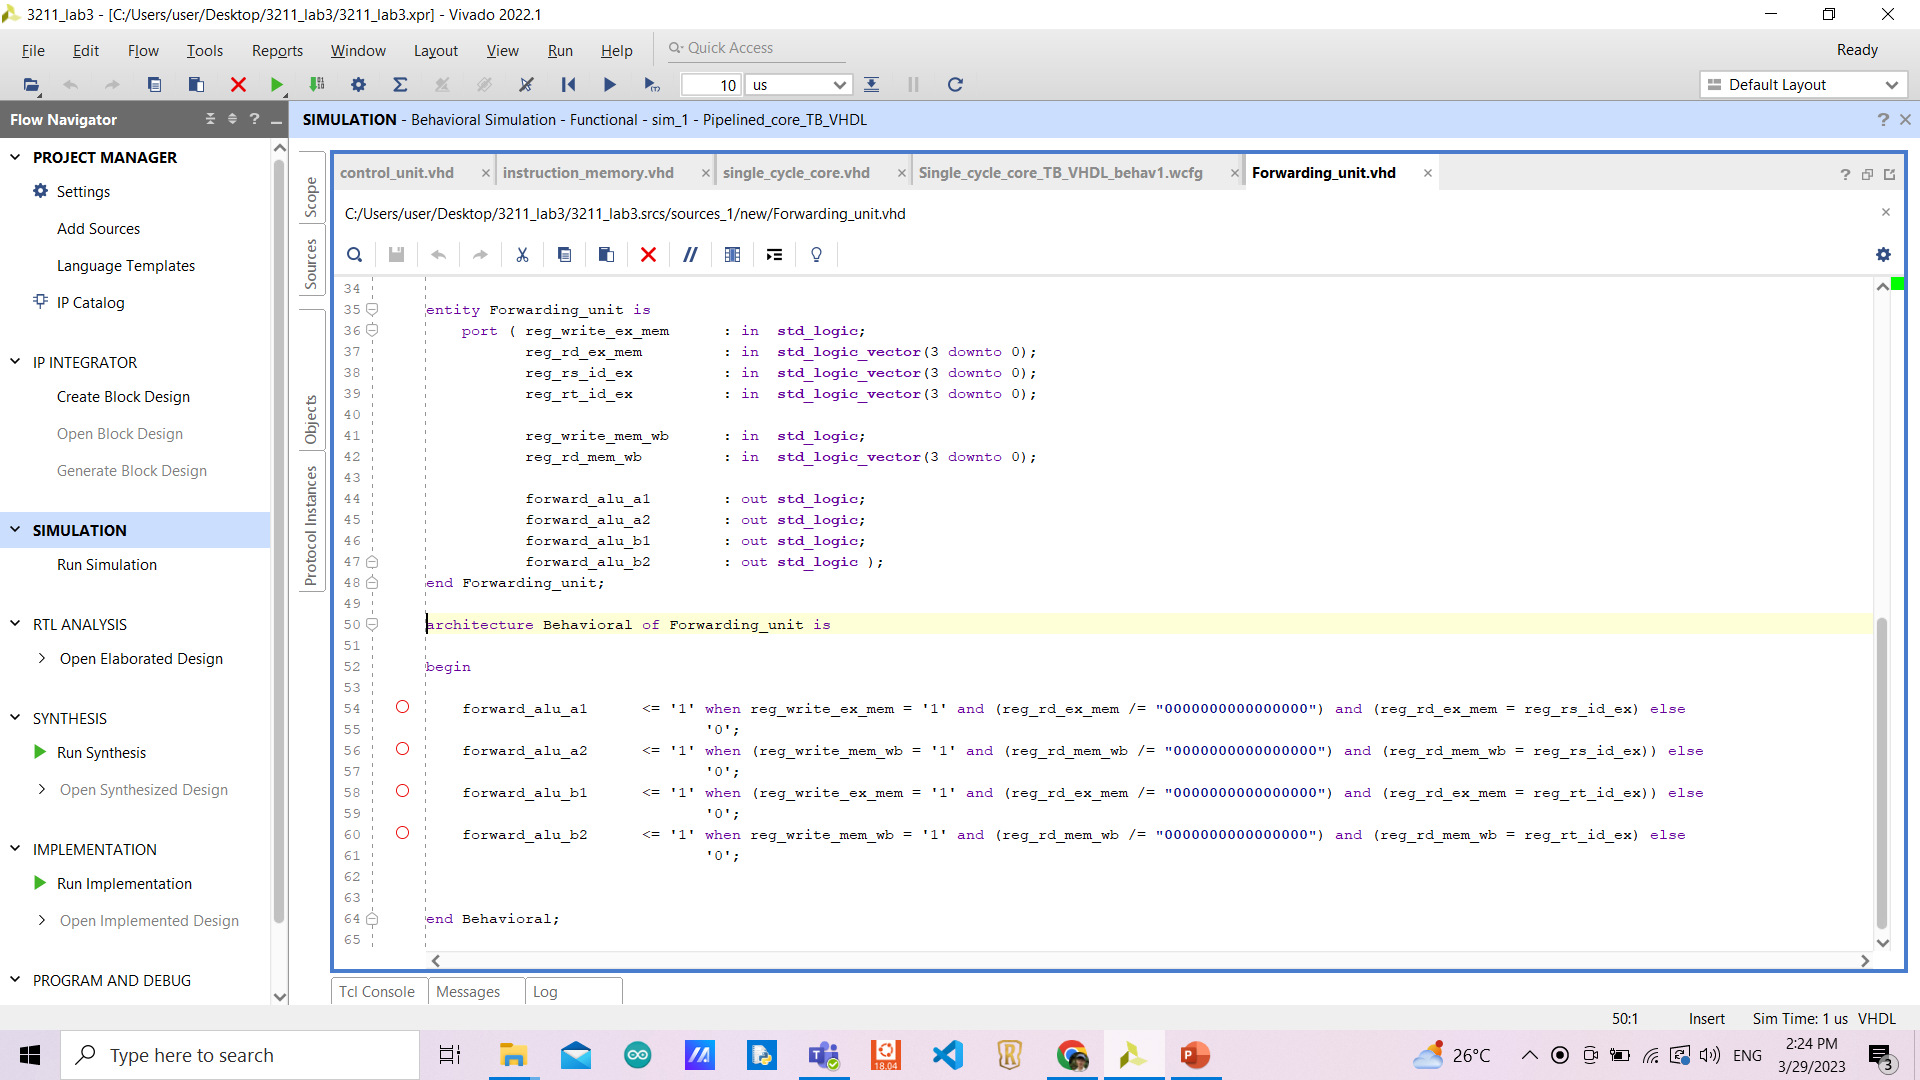 3211_lab3 - [C:/Users/user/Desktop/3211_lab3/3211_lab3.xpr] - Vivado 2022.1
File Edit Flow Tools Reports Window Layout View Run Help Quick Access Ready
10 us Default Layout
Flow Navigator
SIMULATION - Behavioral Simulation - Functional - sim_1 - Pipelined_core_TB_VHDL
PROJECT MANAGER
Settings
Add Sources
Language Templates
IP Catalog
IP INTEGRATOR
Create Block Design
Open Block Design
Generate Block Design
SIMULATION
Run Simulation
RTL ANALYSIS
Open Elaborated Design
SYNTHESIS
Run Synthesis
Open Synthesized Design
IMPLEMENTATION
Run Implementation
Open Implemented Design
PROGRAM AND DEBUG
Scope
Sources
Objects
Protocol Instances
control_unit.vhd instruction_memory.vhd single_cycle_core.vhd Single_cycle_core_TB_VHDL_behav1.wcfg Forwarding_unit.vhd
C:/Users/user/Desktop/3211_lab3/3211_lab3.srcs/sources_1/new/Forwarding_unit.vhd
34
35 entity Forwarding_unit is
36 port ( reg_write_ex_mem : in std_logic;
37 reg_rd_ex_mem : in std_logic_vector(3 downto 0);
38 reg_rs_id_ex : in std_logic_vector(3 downto 0);
39 reg_rt_id_ex : in std_logic_vector(3 downto 0);
40
41 reg_write_mem_wb : in std_logic;
42 reg_rd_mem_wb : in std_logic_vector(3 downto 0);
43
44 forward_alu_a1 : out std_logic;
45 forward_alu_a2 : out std_logic;
46 forward_alu_b1 : out std_logic;
47 forward_alu_b2 : out std_logic );
48 end Forwarding_unit;
49
50 architecture Behavioral of Forwarding_unit is
51
52 begin
53
54 forward_alu_a1 <= '1' when reg_write_ex_mem = '1' and (reg_rd_ex_mem /= "0000000000000000") and (reg_rd_ex_mem = reg_rs_id_ex) else
55 '0';
56 forward_alu_a2 <= '1' when (reg_write_mem_wb = '1' and (reg_rd_mem_wb /= "0000000000000000") and (reg_rd_mem_wb = reg_rs_id_ex)) else
57 '0';
58 forward_alu_b1 <= '1' when (reg_write_ex_mem = '1' and (reg_rd_ex_mem /= "0000000000000000") and (reg_rd_ex_mem = reg_rt_id_ex)) else
59 '0';
60 forward_alu_b2 <= '1' when reg_write_mem_wb = '1' and (reg_rd_mem_wb /= "0000000000000000") and (reg_rd_mem_wb = reg_rt_id_ex) else
61 '0';
62
63
64 end Behavioral;
65
Tcl Console Messages Log
50:1 Insert Sim Time: 1 us VHDL
Type here to search
18.04
26°C ENG
2:24 PM
3/29/2023
3